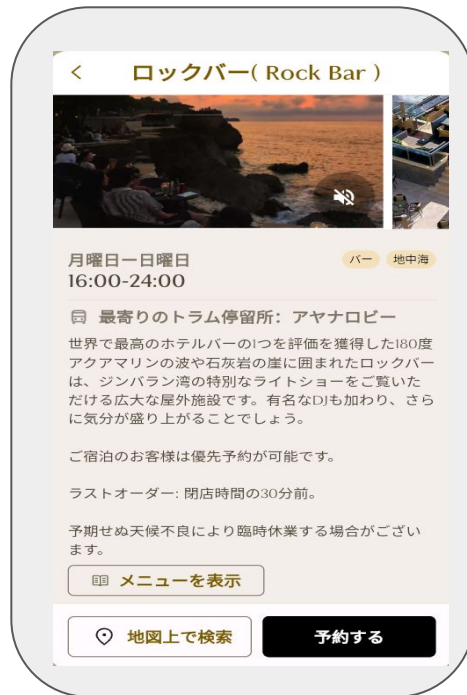 ロックバー( Rock Bar )
月曜日ー日曜日
バー 地中海
16:00-24:00
最寄りのトラム停留所：アヤナロビー
世界で最高のホテルバーの1つを評価を獲得した180度
アクアマリンの波や石灰岩の崖に囲まれたロックバー
は、ジンバラン湾の特別なライトショーをご覧いた
だける広大な屋外施設です。有名なDJも加わり、さら
に気分が盛り上がることでしょう。
ご宿泊のお客様は優先予約が可能です。
ラストオーダー: 閉店時間の30分前。
予期せぬ天候不良により臨時休業する場合がござい
ます。
メニューを表示
地図上で検索
予約する